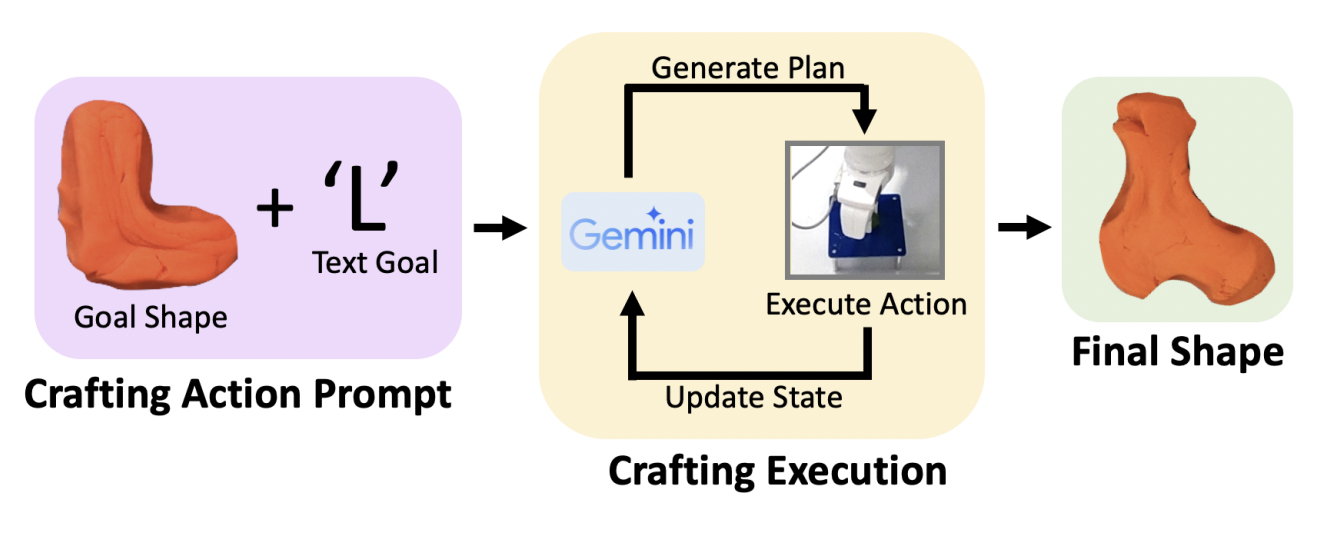 Generate Plan
+
‘L’
Text Goal
Goal Shape
Crafting Action Prompt
Gemini
Execute Action
Update State
Crafting Execution
Final Shape